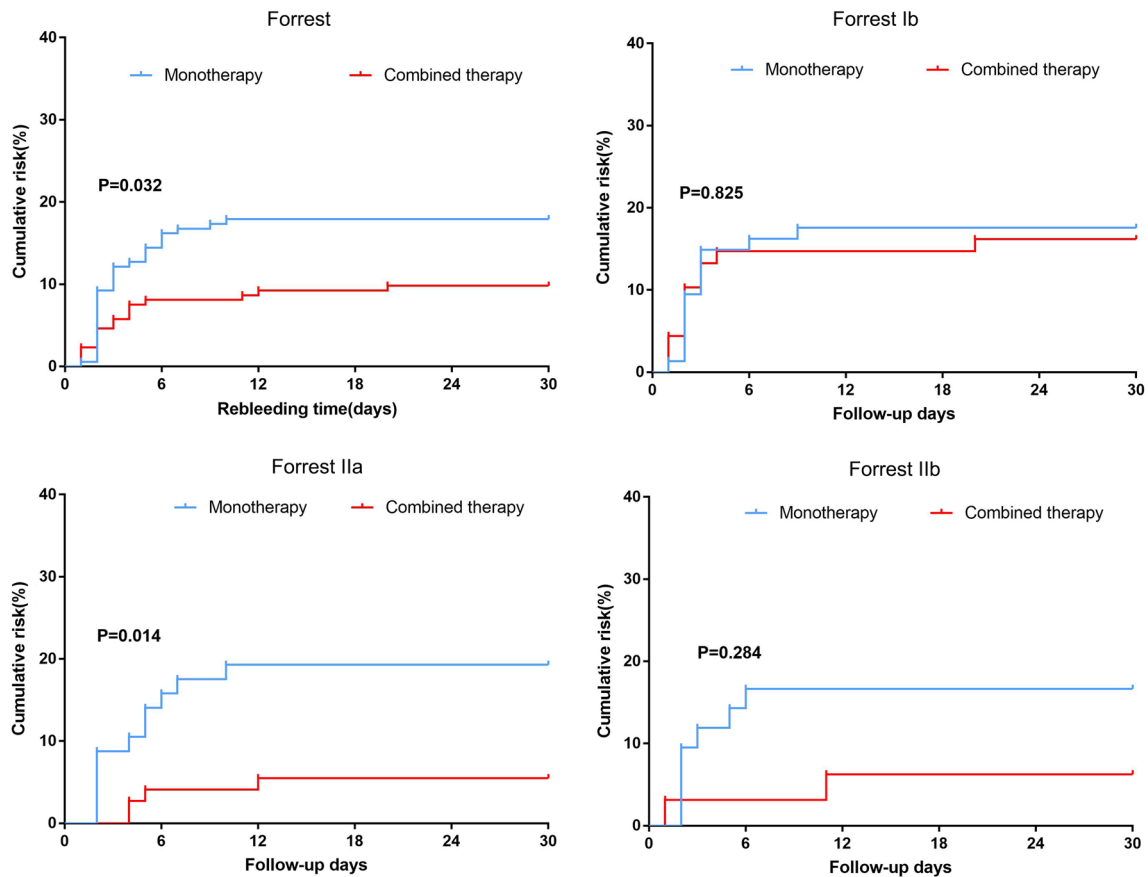 Forrest
Monotherapy Combined therapy
P=0.032
Cumulative risk(%)
40
30
20
10
0
0 6 12 18 24 30
Rebleeding time(days)
Forrest Ib
Monotherapy Combined therapy
P=0.825
Cumulative risk(%)
40
30
20
10
0
0 6 12 18 24 30
Follow-up days
Forrest IIa
Monotherapy Combined therapy
P=0.014
Cumulative risk(%)
40
30
20
10
0
0 6 12 18 24 30
Follow-up days
Forrest IIb
Monotherapy Combined therapy
P=0.284
Cumulative risk(%)
40
30
20
10
0
0 6 12 18 24 30
Follow-up days